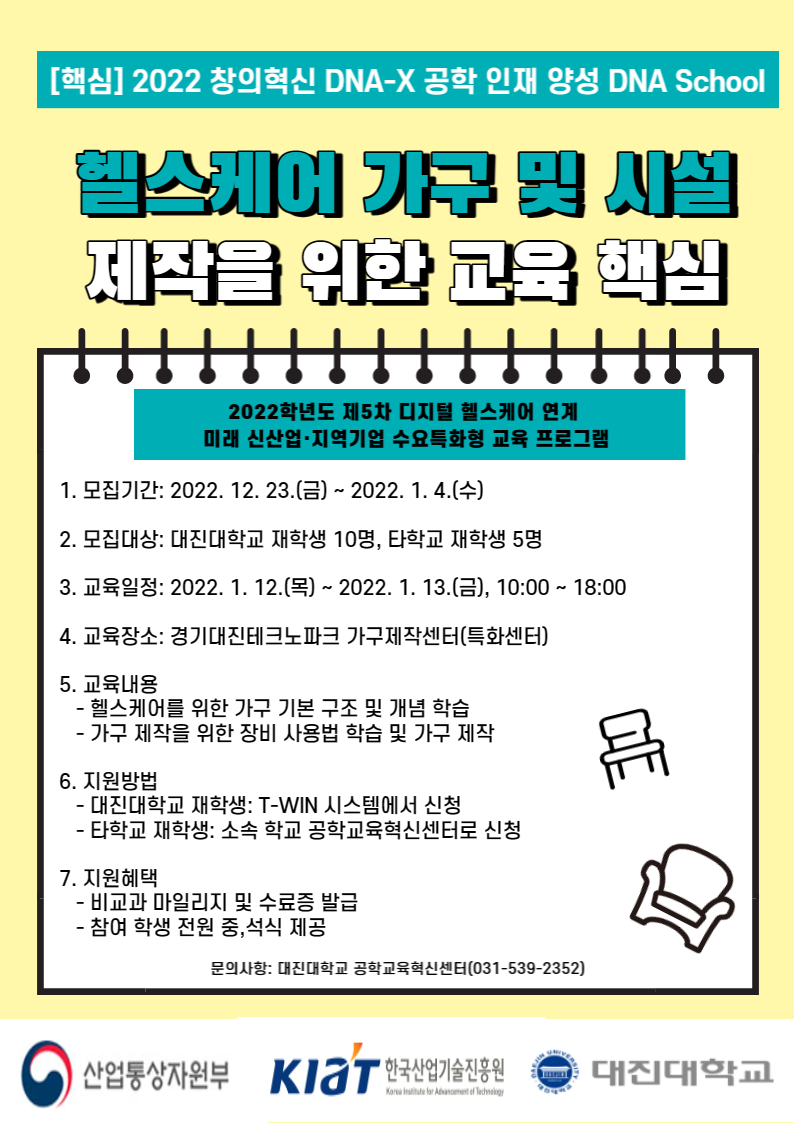 [핵심] 2022 창의혁신 DNA-X 공학 인재 양성 DNA School
헬스케어 가구 및 시설
제작을 위한 교육 핵심
2022학년도 제5차 디지털 헬스케어 연계
미래 신산업·지역기업 수요특화형 교육 프로그램
1. 모집기간: 2022. 12. 23.(금) ~ 2022. 1. 4.(수)
2. 모집대상: 대진대학교 재학생 10명, 타학교 재학생 5명
3. 교육일정: 2022. 1. 12.(목) ~ 2022. 1. 13.(금), 10:00 ~ 18:00
4. 교육장소: 경기대진테크노파크 가구제작센터(특화센터)
5. 교육내용
- 헬스케어를 위한 가구 기본 구조 및 개념 학습
- 가구 제작을 위한 장비 사용법 학습 및 가구 제작
6. 지원방법
- 대진대학교 재학생: T-WIN 시스템에서 신청
- 타학교 재학생: 소속 학교 공학교육혁신센터로 신청
7. 지원혜택
- 비교과 마일리지 및 수료증 발급
- 참여 학생 전원 중,석식 제공
문의사항: 대진대학교 공학교육혁신센터(031-539-2352)
산업통상자원부
KIAT 한국산업기술진흥원
Korea Institute for Advancement of Technology
DAEJIN UNIVERSITY
대진대학교